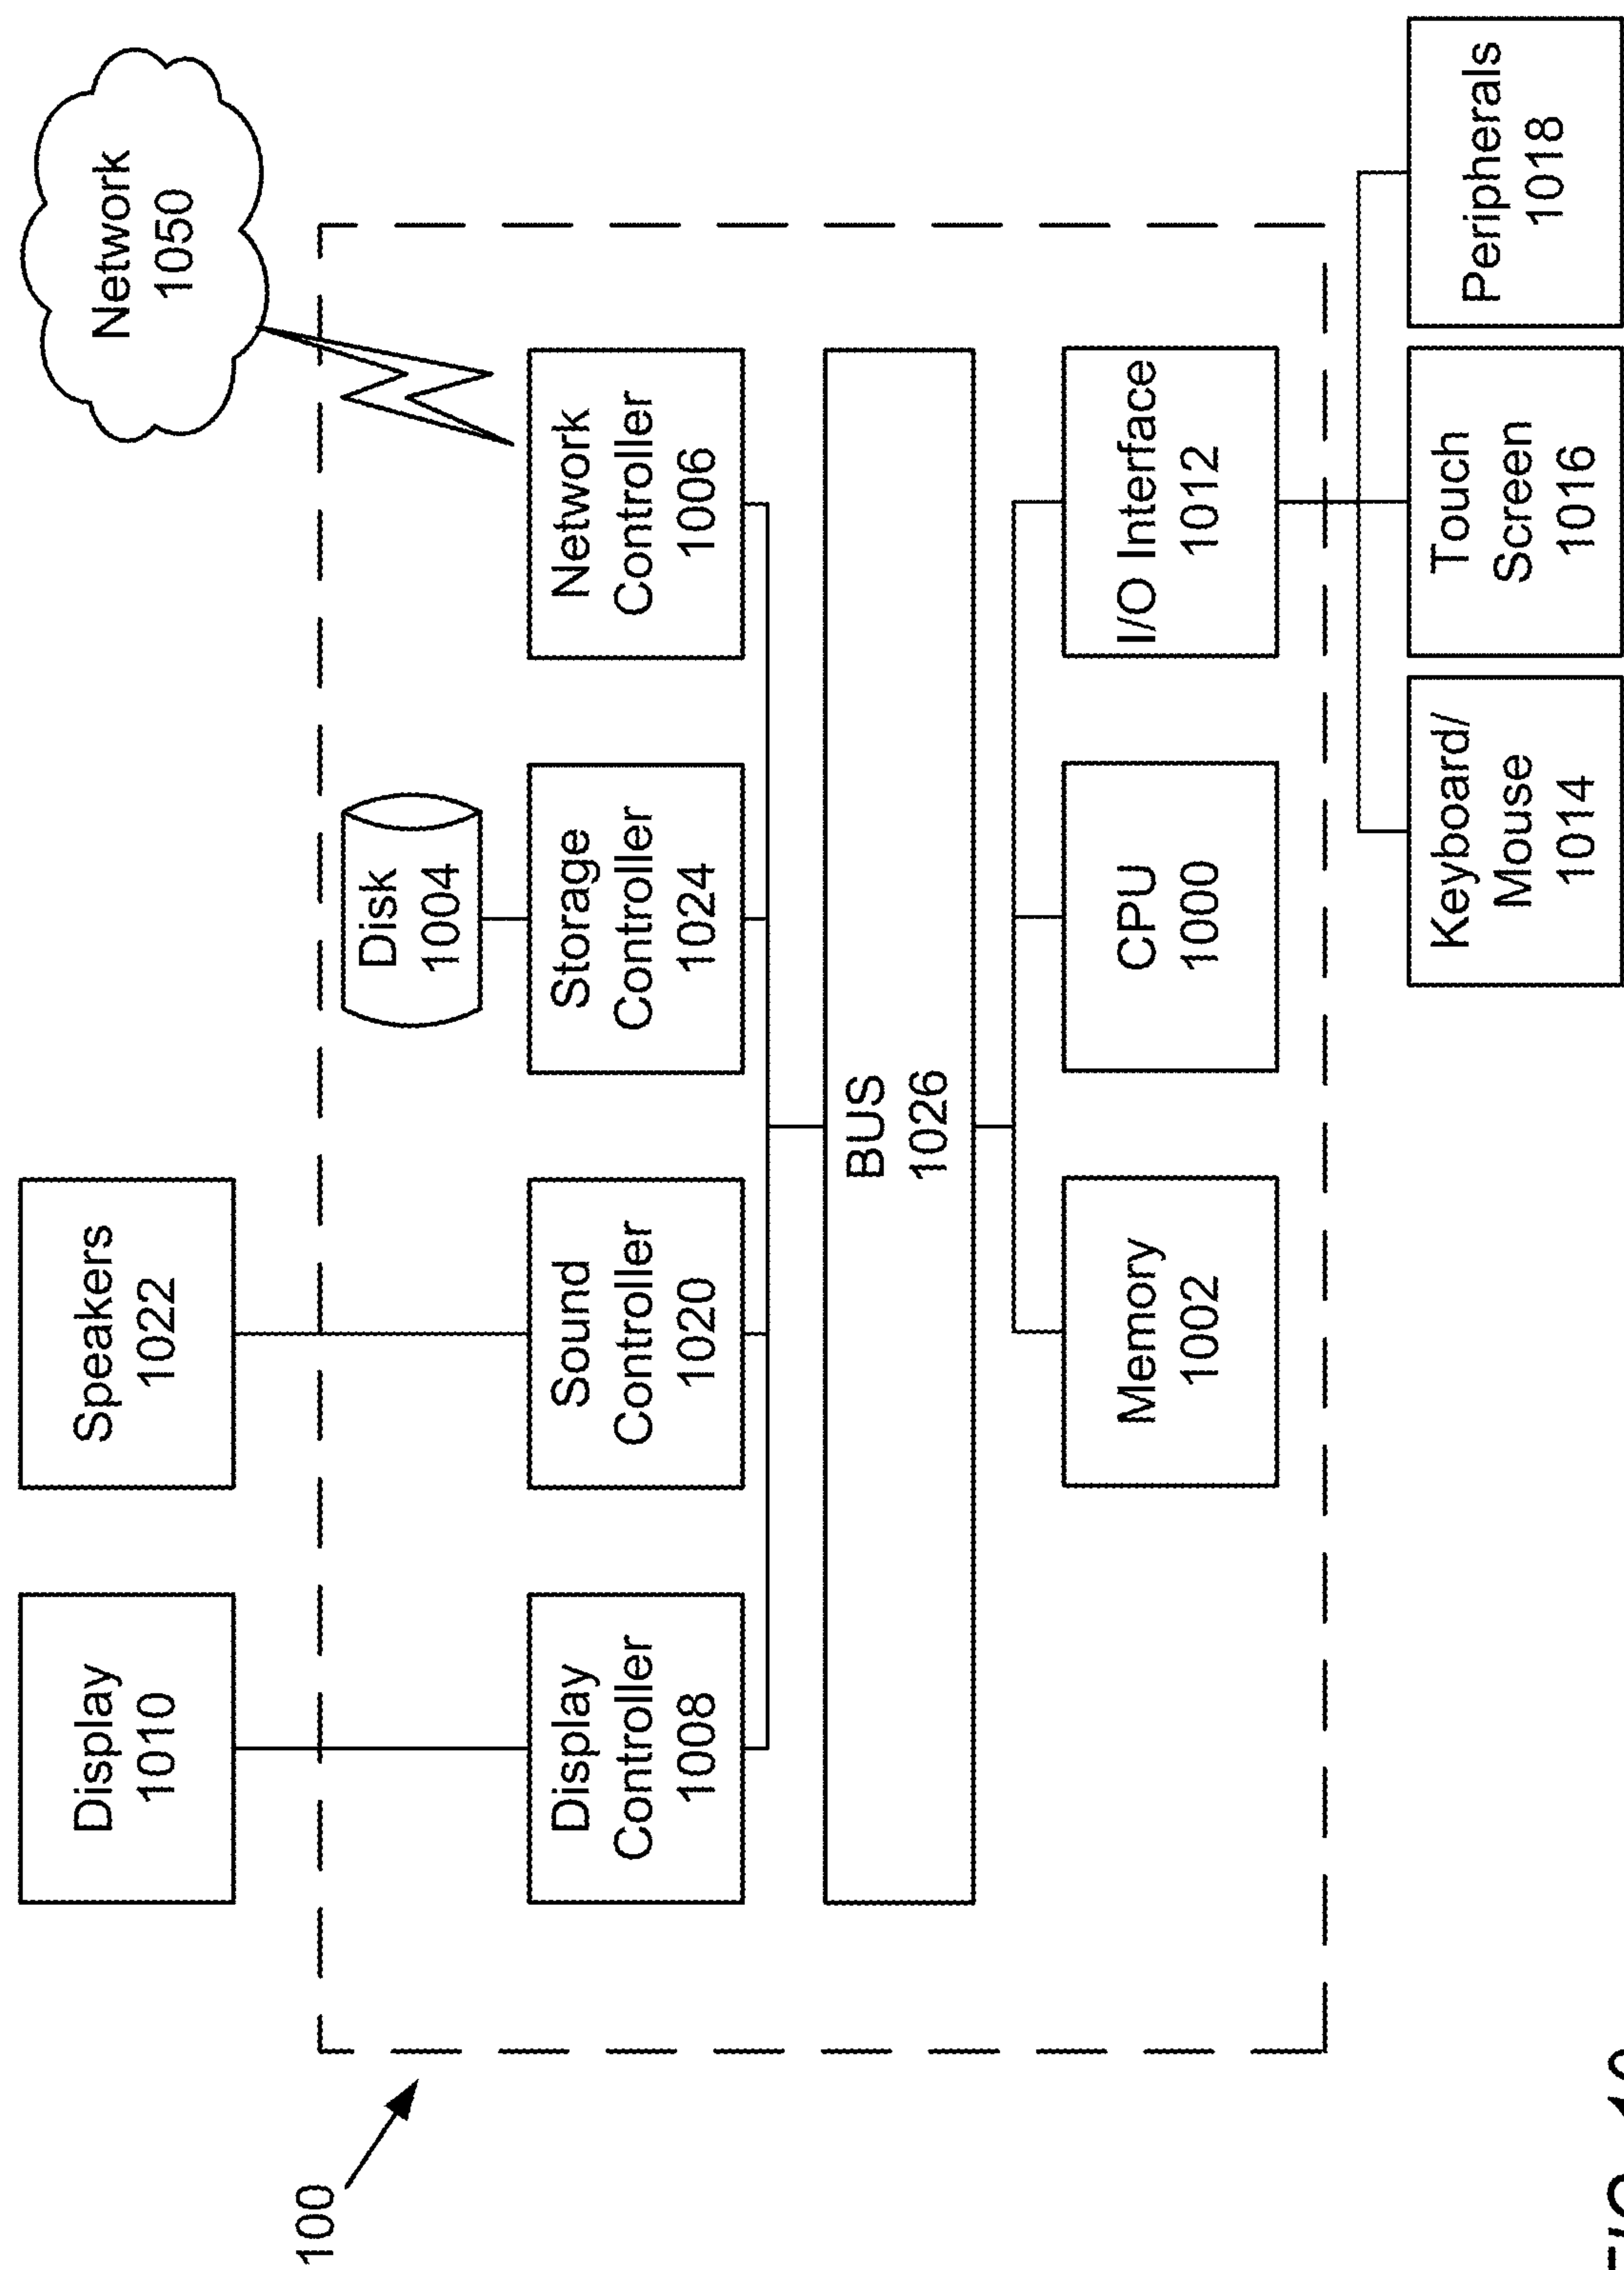 Display
1010
Speakers
1022
Network
1050
100
Disk
1004
Display
Controller
1008
Sound
Controller
1020
Storage
Controller
1024
Network
Controller
1006
BUS
1026
Memory
1002
CPU
1000
I/O Interface
1012
Keyboard/
Mouse
1014
Touch
Screen
1016
Peripherals
1018